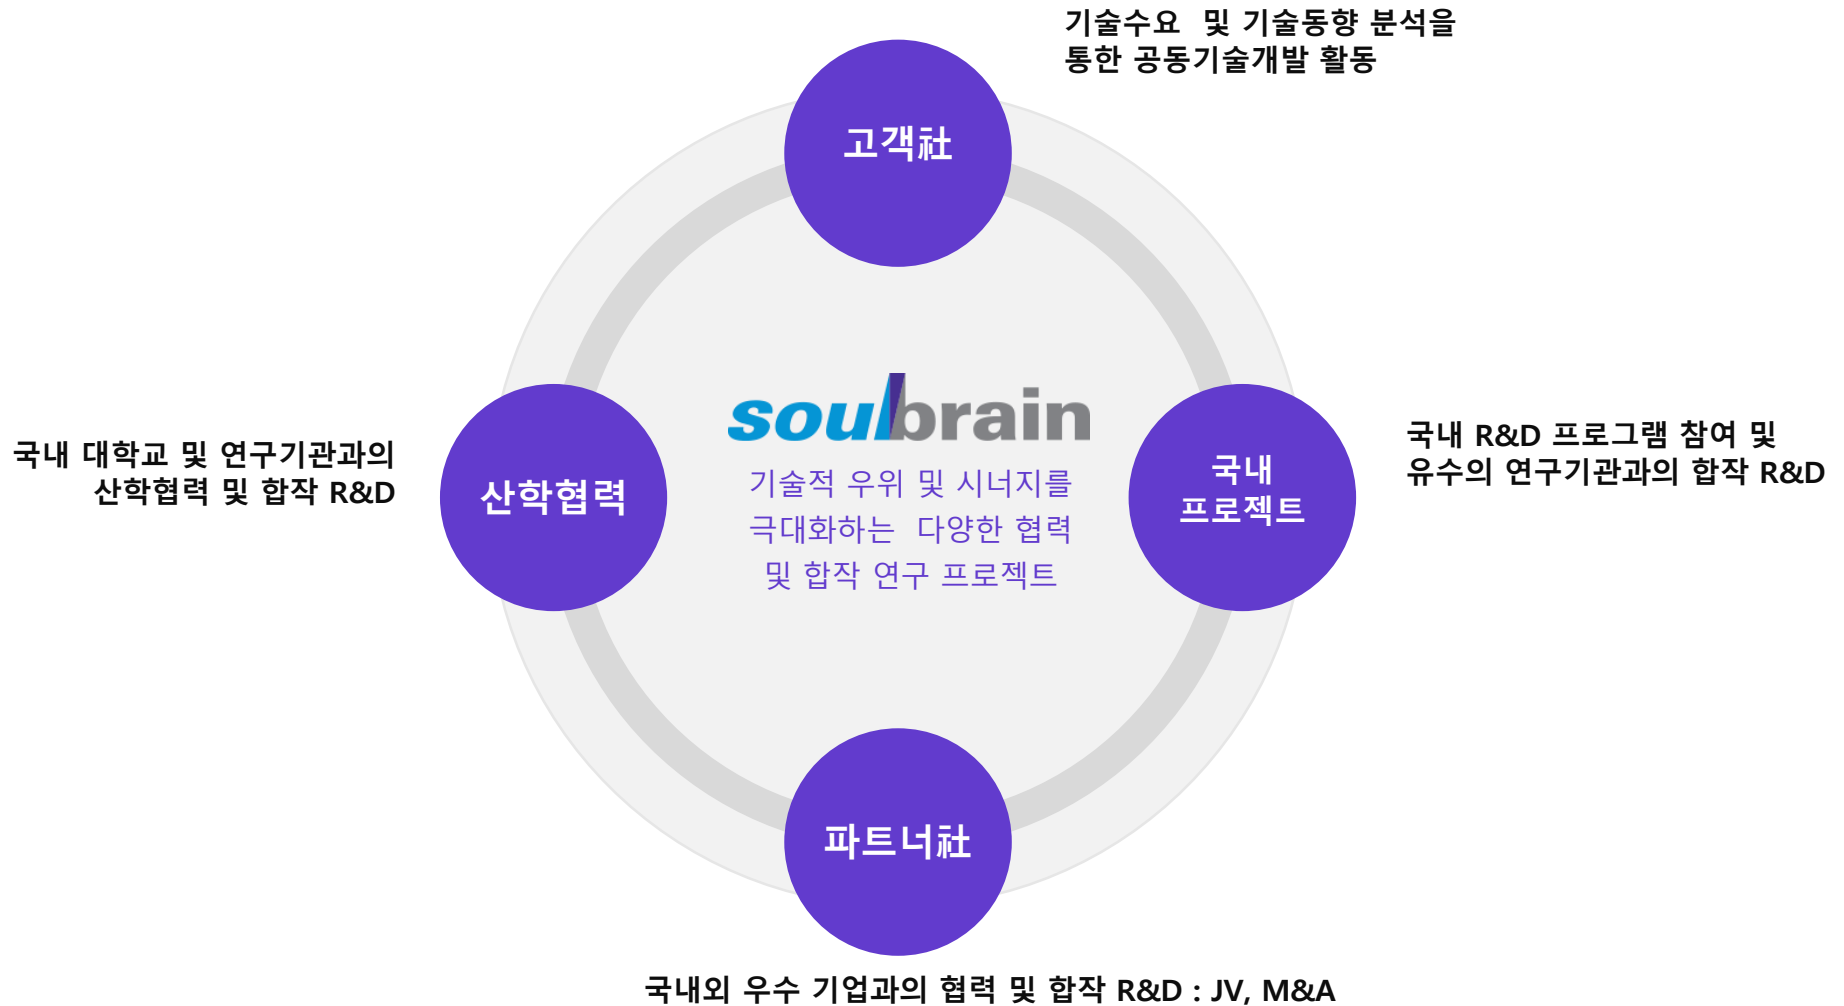 기술수요 및 기술동향 분석을
통한 공동기술개발 활동
고객社
soulbrain
기술적 우위 및 시너지를
극대화하는 다양한 협력
및 합작 연구 프로젝트
국내 대학교 및 연구기관과의
산학협력 및 합작 R&D
산학협력
국내
프로젝트
국내 R&D 프로그램 참여 및
유수의 연구기관과의 합작 R&D
파트너社
국내외 우수 기업과의 협력 및 합작 R&D : JV, M&A